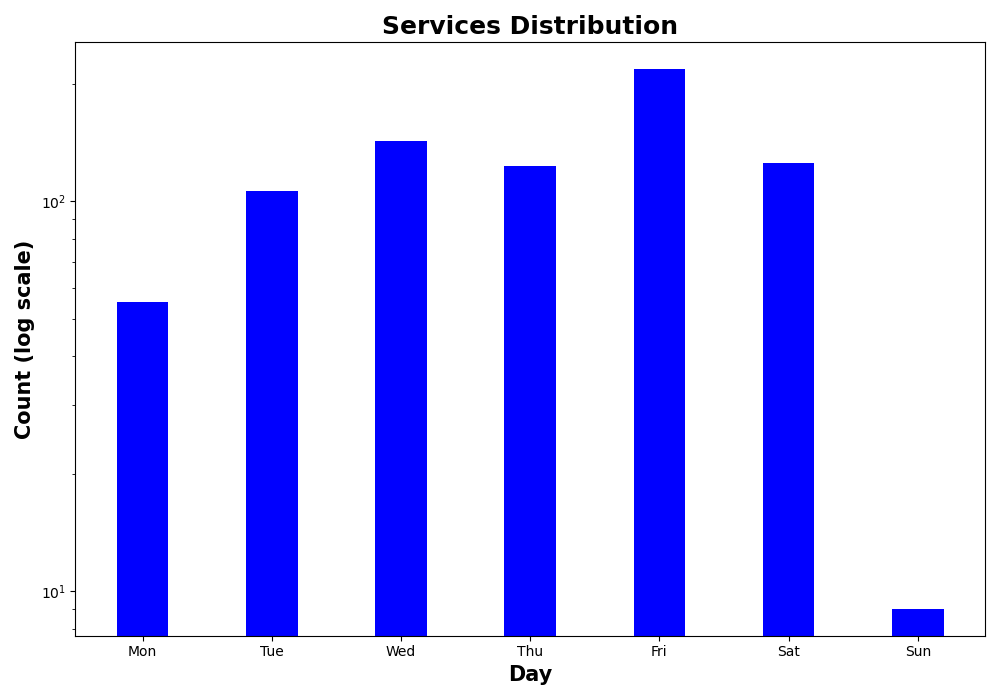 Services Distribution
Count (log scale)
10²
10¹
Mon Tue Wed Thu Fri Sat Sun
Day